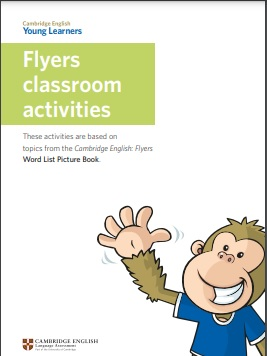 Cambridge English
Young Learners
Flyers
classroom
activities
These activities are based on
topics from the Cambridge English: Flyers
Word List Picture Book.
CAMBRIDGE ENGLISH
Language Assessment
Part of the University of Cambridge